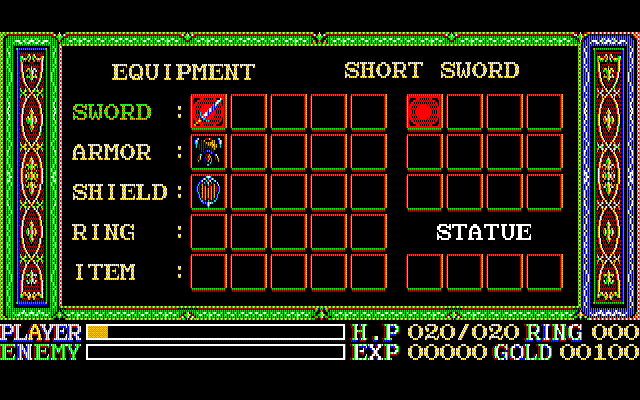 EQUIPMENT SHORT SWORD
SWORD :
ARMOR :
SHIELD :
RING : STATUE
ITEM :
PLAYER H.P 020/020 RING 000
ENEMY EXP 00000 GOLD 00100